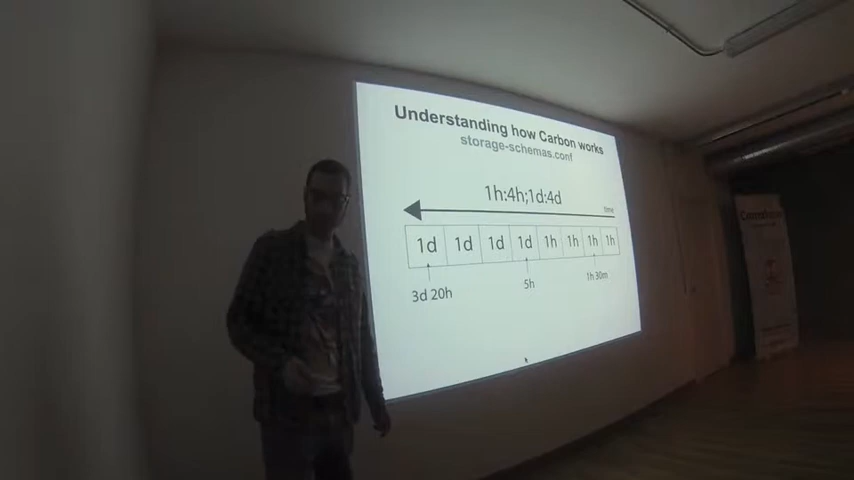 Understanding how Carbon works
storage-schemas.conf
1h:4h;1d:4d
time
1d 1d 1d 1d 1h 1h 1h 1h
3d 20h 5h 1h 30m